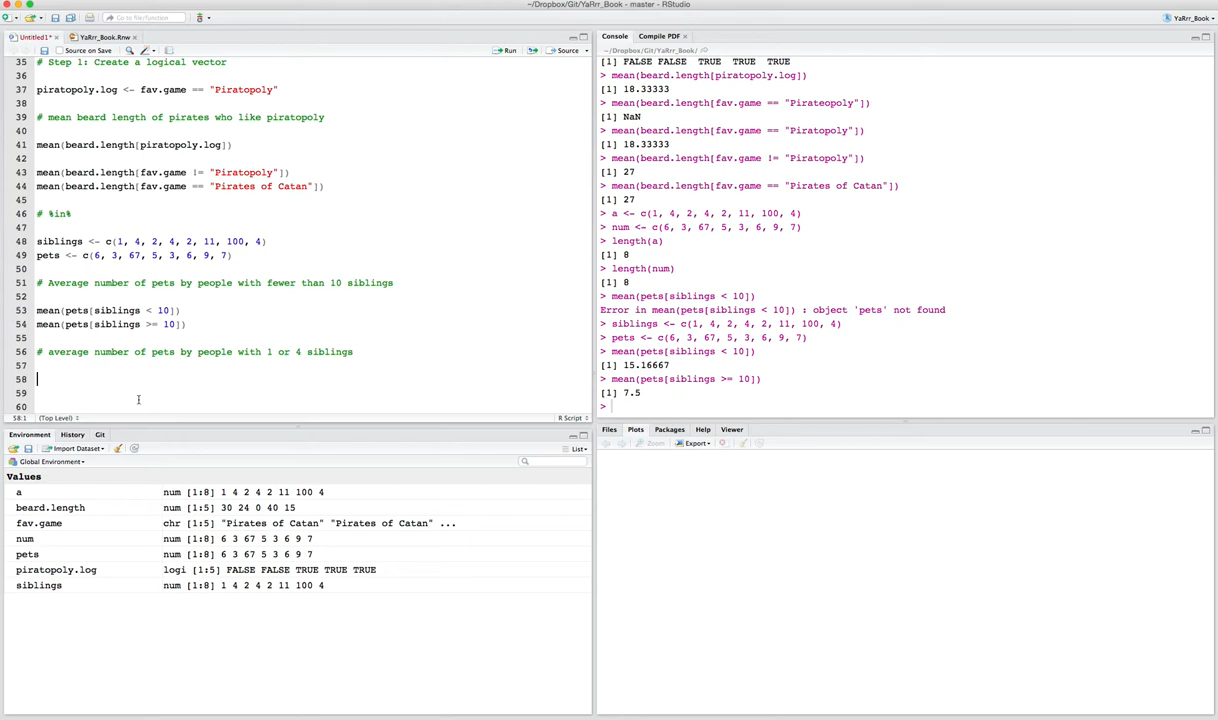 ~/Dropbox/Git/YaRrr_Book - master - RStudio
Go to file/function
YaRrr_Book
Untitled1*
YaRrr_Book.Rnw
Source on Save
Run
Source
35 # Step 1: Create a logical vector
36
37 piratopoly.log <- fav.game == "Piratopoly"
38
39 # mean beard length of pirates who like piratopoly
40
41 mean(beard.length[piratopoly.log])
42
43 mean(beard.length[fav.game != "Piratopoly"])
44 mean(beard.length[fav.game == "Pirates of Catan"])
45
46 # %in%
47
48 siblings <- c(1, 4, 2, 4, 2, 11, 100, 4)
49 pets <- c(6, 3, 67, 5, 3, 6, 9, 7)
50
51 # Average number of pets by people with fewer than 10 siblings
52
53 mean(pets[siblings < 10])
54 mean(pets[siblings >= 10])
55
56 # average number of pets by people with 1 or 4 siblings
57
58
59
60
58:1 (Top Level) R Script
Console Compile PDF
~/Dropbox/Git/YaRrr_Book/
[1] FALSE FALSE TRUE TRUE TRUE
> mean(beard.length[piratopoly.log])
[1] 18.33333
> mean(beard.length[fav.game == "Pirateopoly"])
[1] NaN
> mean(beard.length[fav.game == "Piratopoly"])
[1] 18.33333
> mean(beard.length[fav.game != "Piratopoly"])
[1] 27
> mean(beard.length[fav.game == "Pirates of Catan"])
[1] 27
> a <- c(1, 4, 2, 4, 2, 11, 100, 4)
> num <- c(6, 3, 67, 5, 3, 6, 9, 7)
> length(a)
[1] 8
> length(num)
[1] 8
> mean(pets[siblings < 10])
Error in mean(pets[siblings < 10]) : object 'pets' not found
> siblings <- c(1, 4, 2, 4, 2, 11, 100, 4)
> pets <- c(6, 3, 67, 5, 3, 6, 9, 7)
> mean(pets[siblings < 10])
[1] 15.16667
> mean(pets[siblings >= 10])
[1] 7.5
>
Environment History Git
Import Dataset
List
Global Environment
Values
a num [1:8] 1 4 2 4 2 11 100 4
beard.length num [1:5] 30 24 0 40 15
fav.game chr [1:5] "Pirates of Catan" "Pirates of Catan" ...
num num [1:8] 6 3 67 5 3 6 9 7
pets num [1:8] 6 3 67 5 3 6 9 7
piratopoly.log logi [1:5] FALSE FALSE TRUE TRUE TRUE
siblings num [1:8] 1 4 2 4 2 11 100 4
Files Plots Packages Help Viewer
Zoom Export